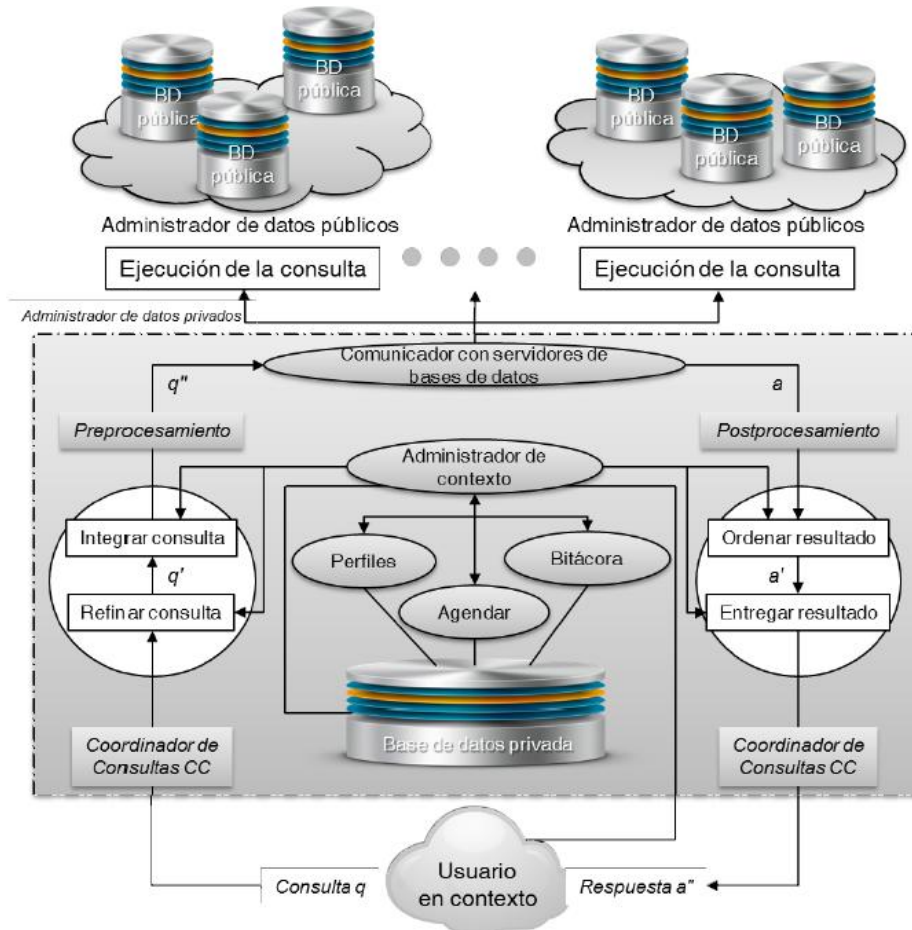 BD
pública
BD
pública
BD
pública
BD
pública
BD
pública
BD
pública
Administrador de datos públicos
Administrador de datos públicos
Ejecución de la consulta
Ejecución de la consulta
Administrador de datos privados
Comunicador con servidores de
bases de datos
q"
a
Preprocesamiento
Postprocesamiento
Administrador de
contexto
Integrar consulta
Ordenar resultado
Perfiles
Bitácora
q'
a'
Agendar
Refinar consulta
Entregar resultado
Base de datos privada
Coordinador de
Consultas CC
Coordinador de
Consultas CC
Consulta q
Usuario
en contexto
Respuesta a"